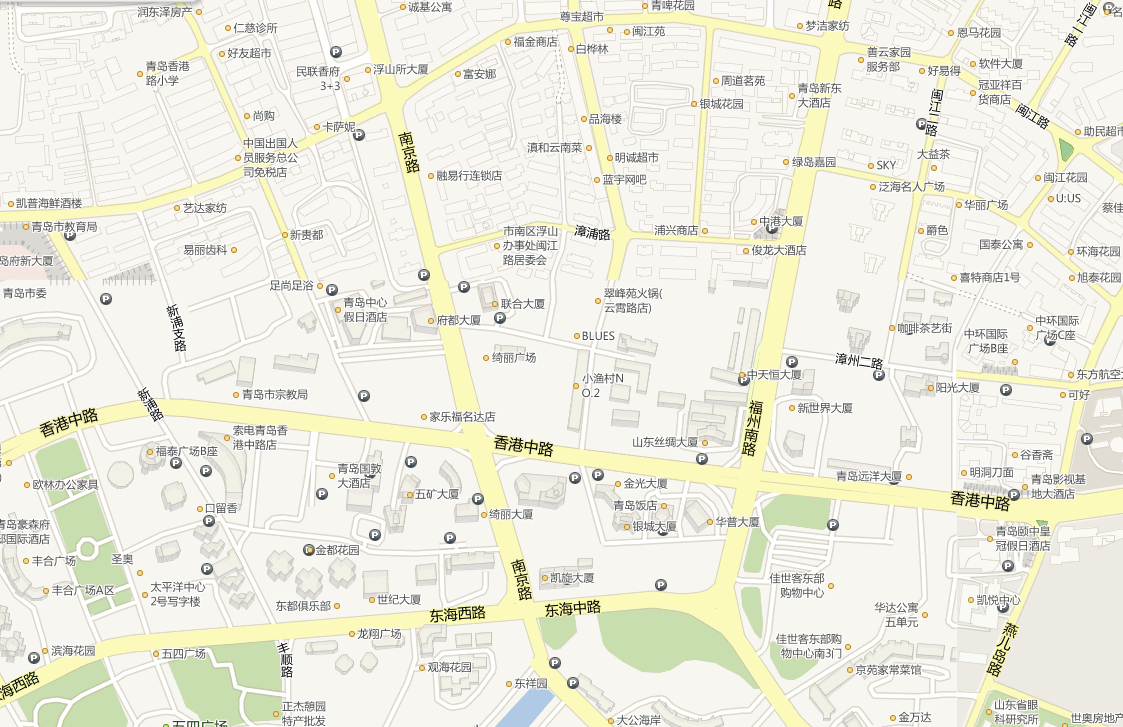 润东泽房产
诚基公寓
尊宝超市
青啤花园
梦洁家纺
仁慈诊所
好友超市
福金商店
白桦林
闽江苑
恩马花园
闽江二路
善云家园
服务部
好易得
软件大厦
青岛香港
路小学
民联香府
3+3
浮山所大厦
富安娜
周道茗苑
青岛新东
大酒店
冠亚祥百
货商店
银城花园
闽江二路
闽江路
尚购
卡萨妮
品海楼
助民超市
南京路
中国出国人
员服务总公
司免税店
滇和云南菜
明诚超市
绿岛嘉园
SKY
大益茶
融易行连锁店
蓝宇网吧
泛海名人广场
闽江花园
U:US
凯普海鲜酒楼
艺达家纺
华丽广场
蔡佳
青岛市教育局
新贵都
市南区浮山
办事处闽江
路居委会
漳浦路
浦兴商店
中港大厦
爵色
易丽齿科
俊龙大酒店
国泰公寓
环海花园
岛府新大厦
青岛市委
足尚足浴
喜特商店1号
旭泰花园
青岛中心
假日酒店
联合大厦
翠峰苑火锅(
云霄路店)
新浦支路
府都大厦
BLUES
咖啡茶艺街
中环国际
广场C座
中环国际
广场B座
绮丽广场
漳州二路
小渔村N
O.2
中天恒大厦
东方航空大
青岛市宗教局
阳光大厦
可好
新浦路
福州南路
新世界大厦
香港中路
家乐福名达店
索电青岛香
港中路店
香港中路
山东丝绸大厦
福泰广场B座
谷香斋
青岛国敦
大酒店
金光大厦
青岛远洋大厦
明洞刀面
青岛影视基
地大酒店
欧林办公家具
五矿大厦
青岛饭店
香港中路
口留香
绮丽大厦
银城大厦
华普大厦
青岛豪森府
邸国际酒店
金都花园
青岛颐中皇
冠假日酒店
丰合广场
圣奥
南京路
凯旋大厦
佳世客东部
购物中心
丰合广场A区
太平洋中心
2号写字楼
东都俱乐部
世纪大厦
东海西路
东海中路
华达公寓
五单元
凯悦中心
龙翔广场
燕儿岛路
滨海花园
五四广场
丰顺路
佳世客东部购
物中心南3门
京苑家常菜馆
观海花园
东祥园
海西路
正杰憩园
特产批发
五四广场
大公海岸
金万达
山东省眼
科研究所
世奥房地产